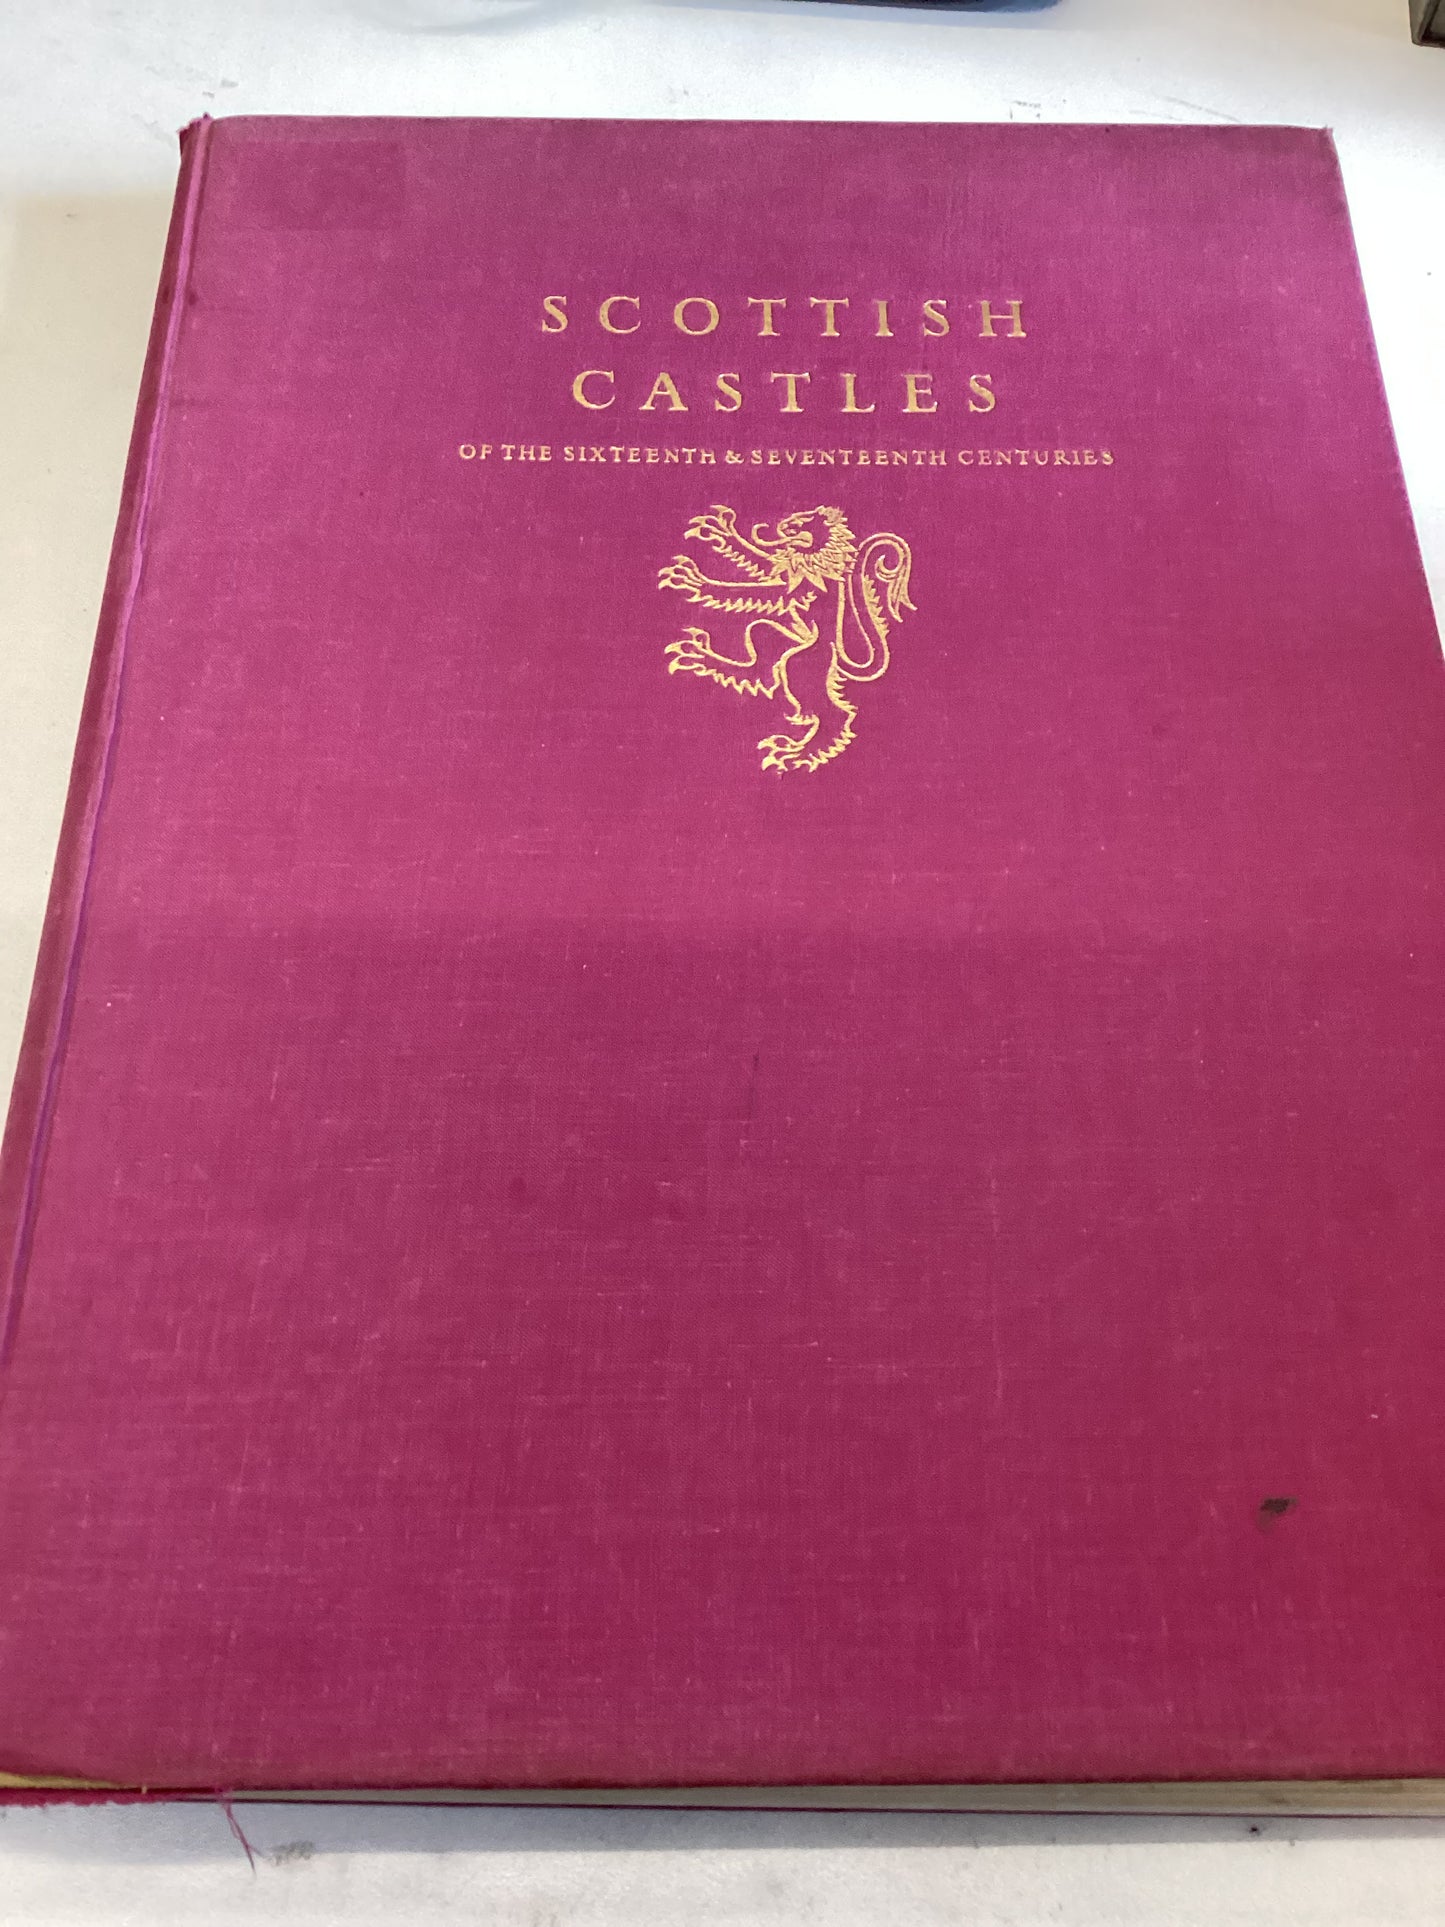 SCOTTISH
CASTLES
OF THE SIXTEENTH & SEVENTEENTH CENTURIES